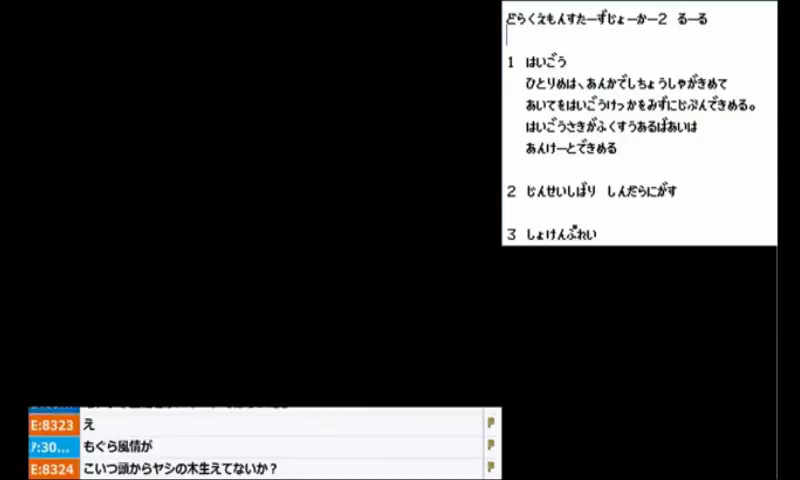 どらくえもんすたーずじょーかー2 るーる
1 はいごう
ひとりめは、あんかでしちょうしゃがきめて
あいてをはいごうけっかをみずにじぶんできめる。
はいごうさきがふくすうあるばあいは
あんけーとできめる
2 じんせいしばり しんだらにがす
3 しょけんぷれい
E:8323 え
ｱ:30... もぐら風情が
E:8324 こいつ頭からヤシの木生えてないか？